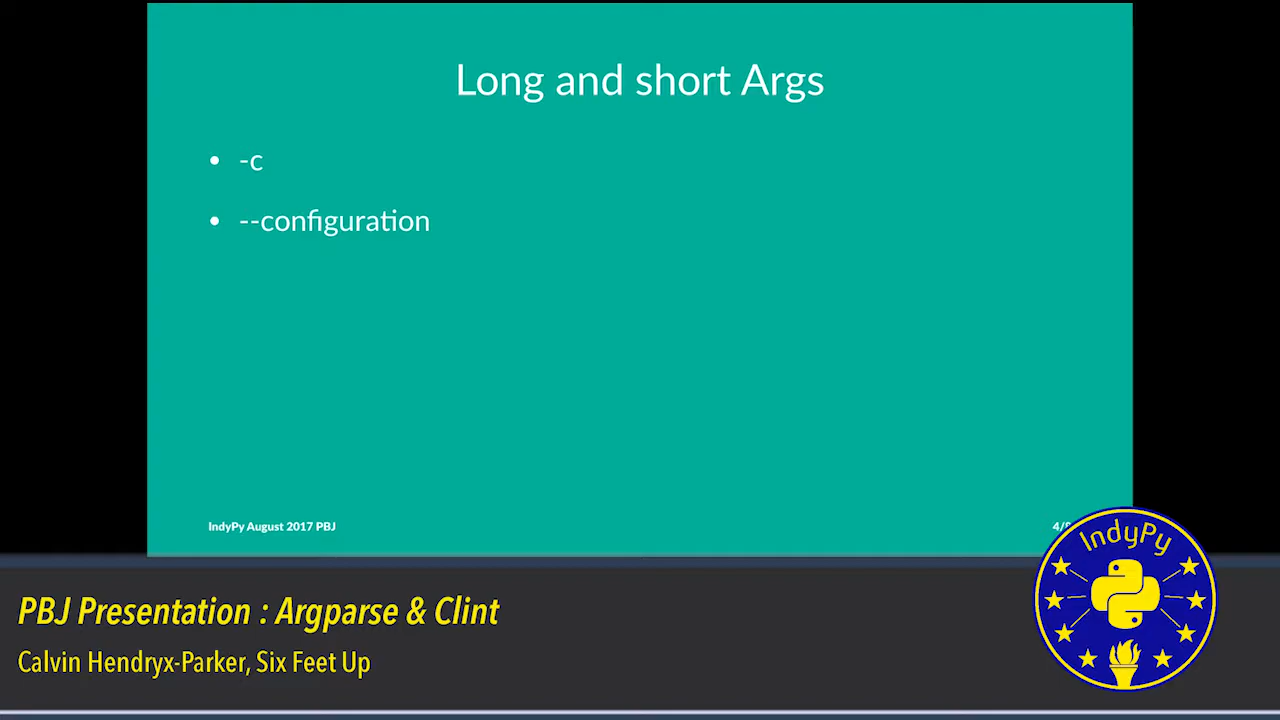 Long and short Args
• -c
• --configuration
IndyPy August 2017 PBJ
4/
IndyPy
PBJ Presentation : Argparse & Clint
Calvin Hendryx-Parker, Six Feet Up